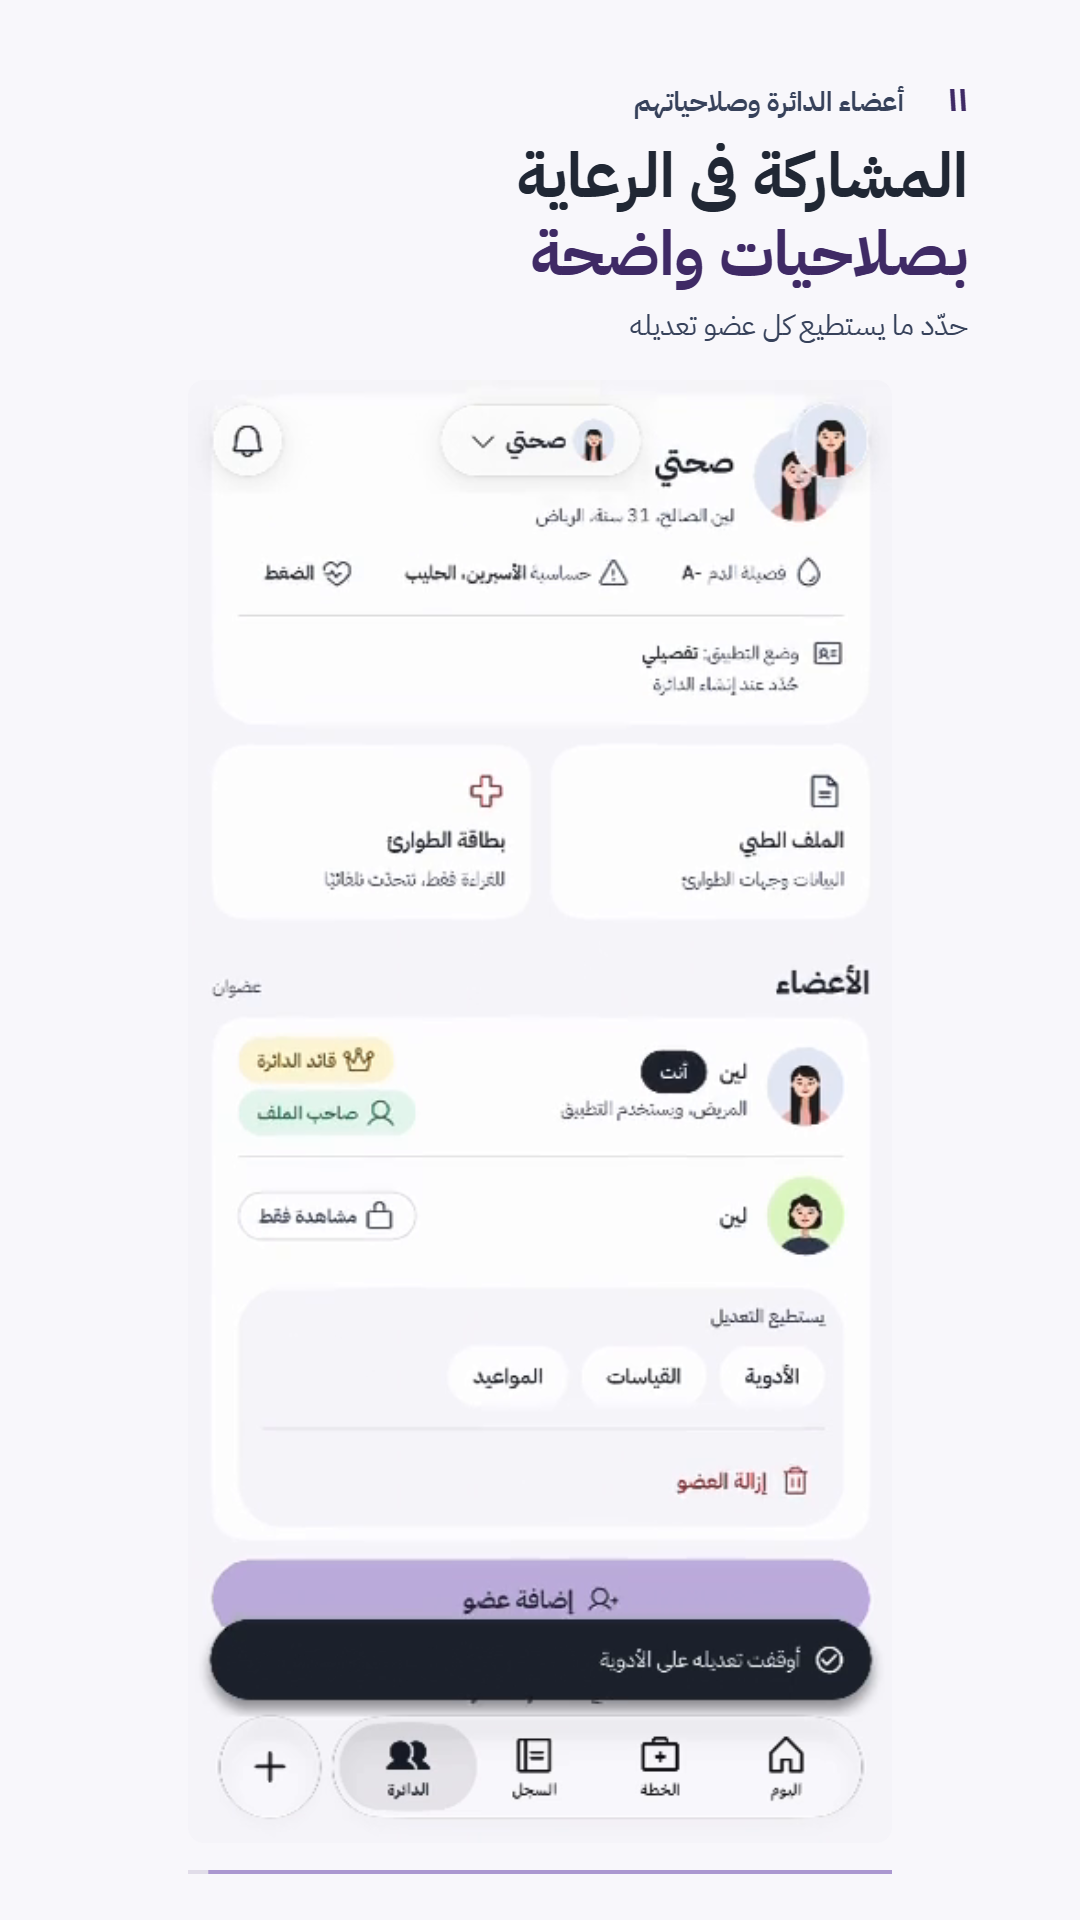 ١١ أعضاء الدائرة وصلاحياتهم
المشاركة في الرعاية
بصلاحيات واضحة
حدّد ما يستطيع كل عضو تعديله
صحتي
صحتي
لين الصالح، 31 سنة، الرياض
فصيلة الدم A-
حساسية الأسبرين، الحليب
الضغط
وضع التطبيق: تفصيلي
حُدّد عند إنشاء الدائرة
الملف الطبي
البيانات وجهات الطوارئ
بطاقة الطوارئ
للقراءة فقط، تتحدّث تلقائيًا
الأعضاء
عضوان
لين
أنت
المريض، ويستخدم التطبيق
قائد الدائرة
صاحب الملف
لين
مشاهدة فقط
يستطيع التعديل
الأدوية
القياسات
المواعيد
إزالة العضو
إضافة عضو
أوقفت تعديله على الأدوية
اليوم
الخطة
السجل
الدائرة